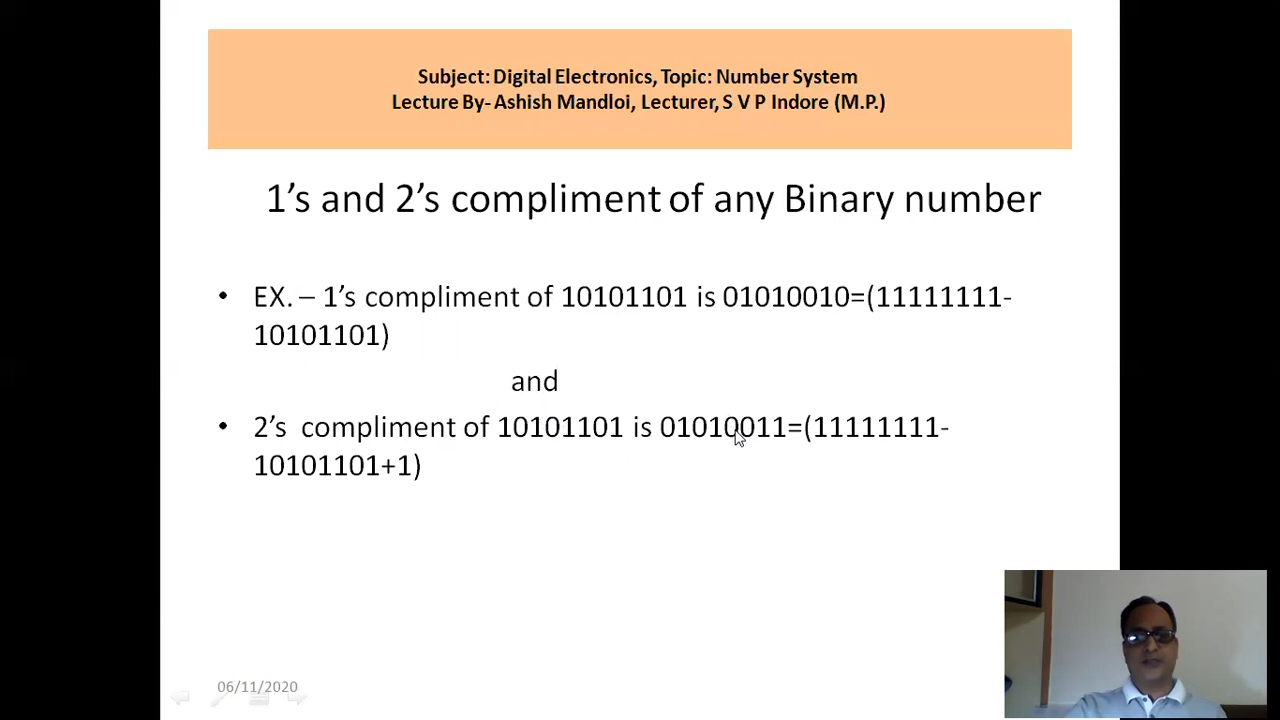 Subject: Digital Electronics, Topic: Number System
Lecture By- Ashish Mandloi, Lecturer, S V P Indore (M.P.)
1’s and 2’s compliment of any Binary number
• EX. – 1’s compliment of 10101101 is 01010010=(11111111-
10101101)
and
• 2’s compliment of 10101101 is 01010011=(11111111-
10101101+1)
06/11/2020